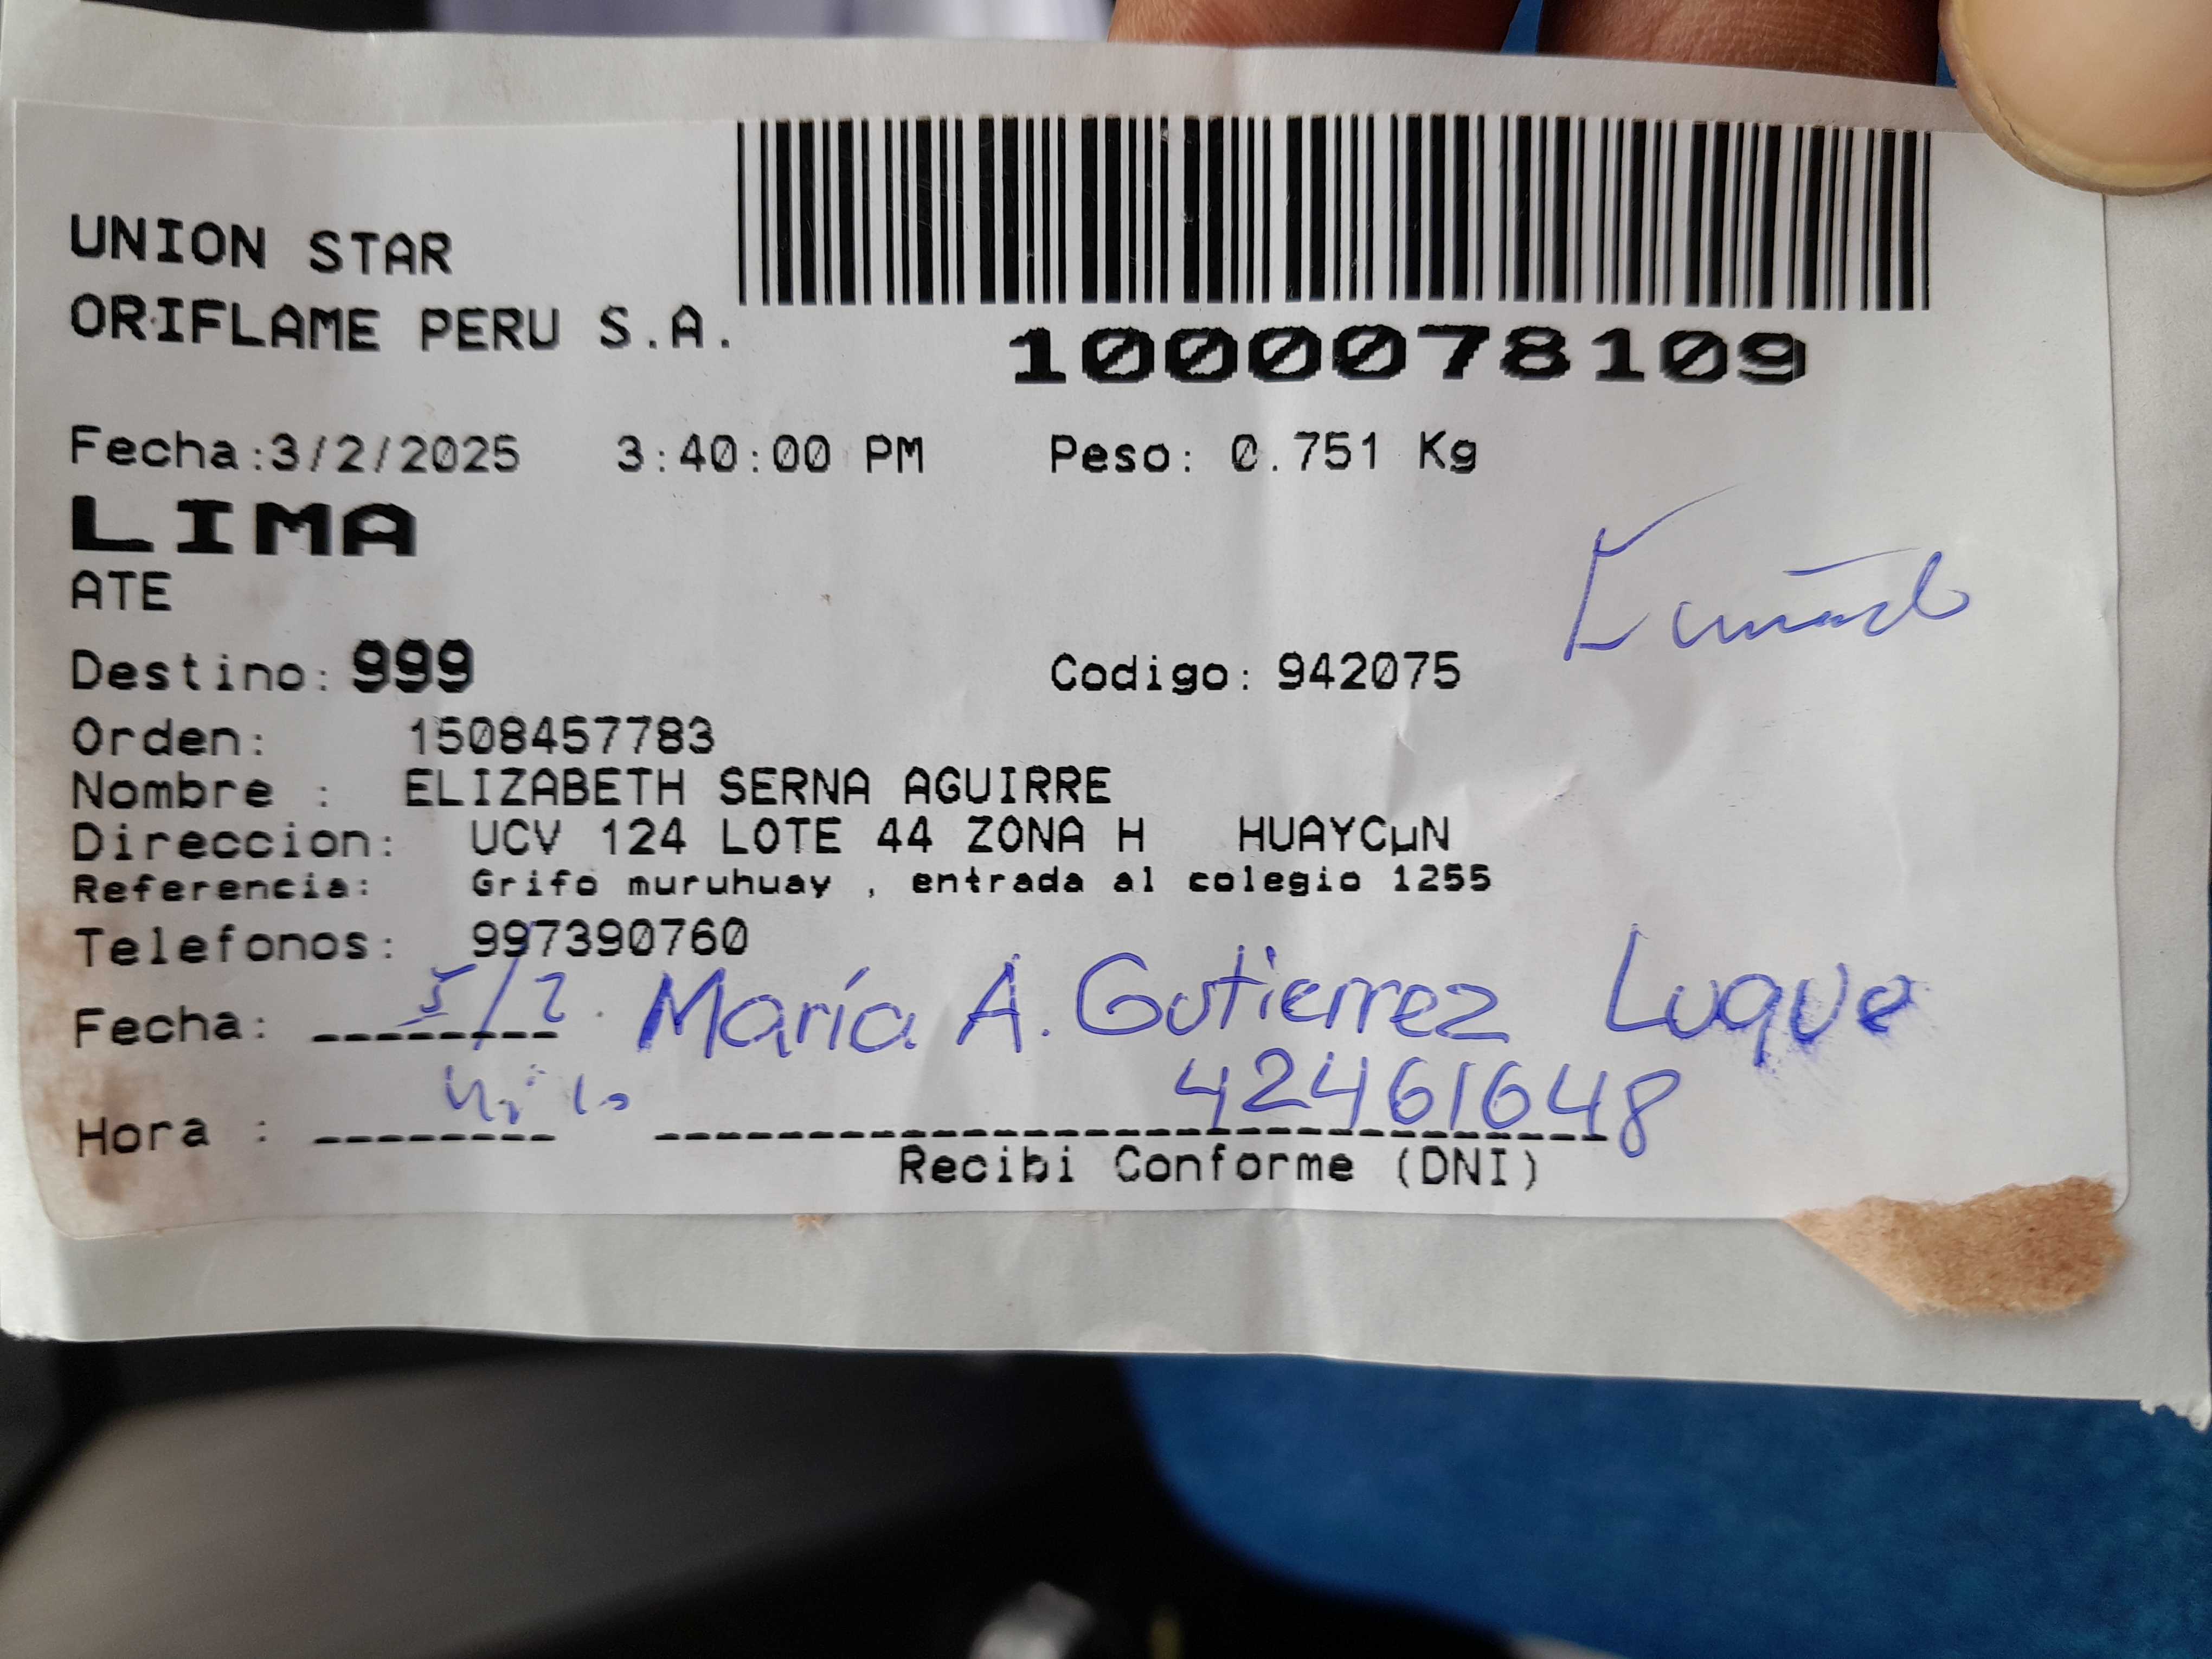 UNION STAR
ORIFLAME PERU S.A.
1000078109
Fecha:3/2/2025 3:40:00 PM Peso: 0.751 Kg
LIMA
ATE
Destino: 999 Codigo: 942075
Orden: 1508457783
Nombre : ELIZABETH SERNA AGUIRRE
Direccion: UCV 124 LOTE 44 ZONA H HUAYCµN
Referencia: Grifo muruhuay , entrada al colegio 1255
Telefonos: 997390760
Fecha: 5/2. María A. Gutierrez Luque
42461648
Hora :
Recibi Conforme (DNI)